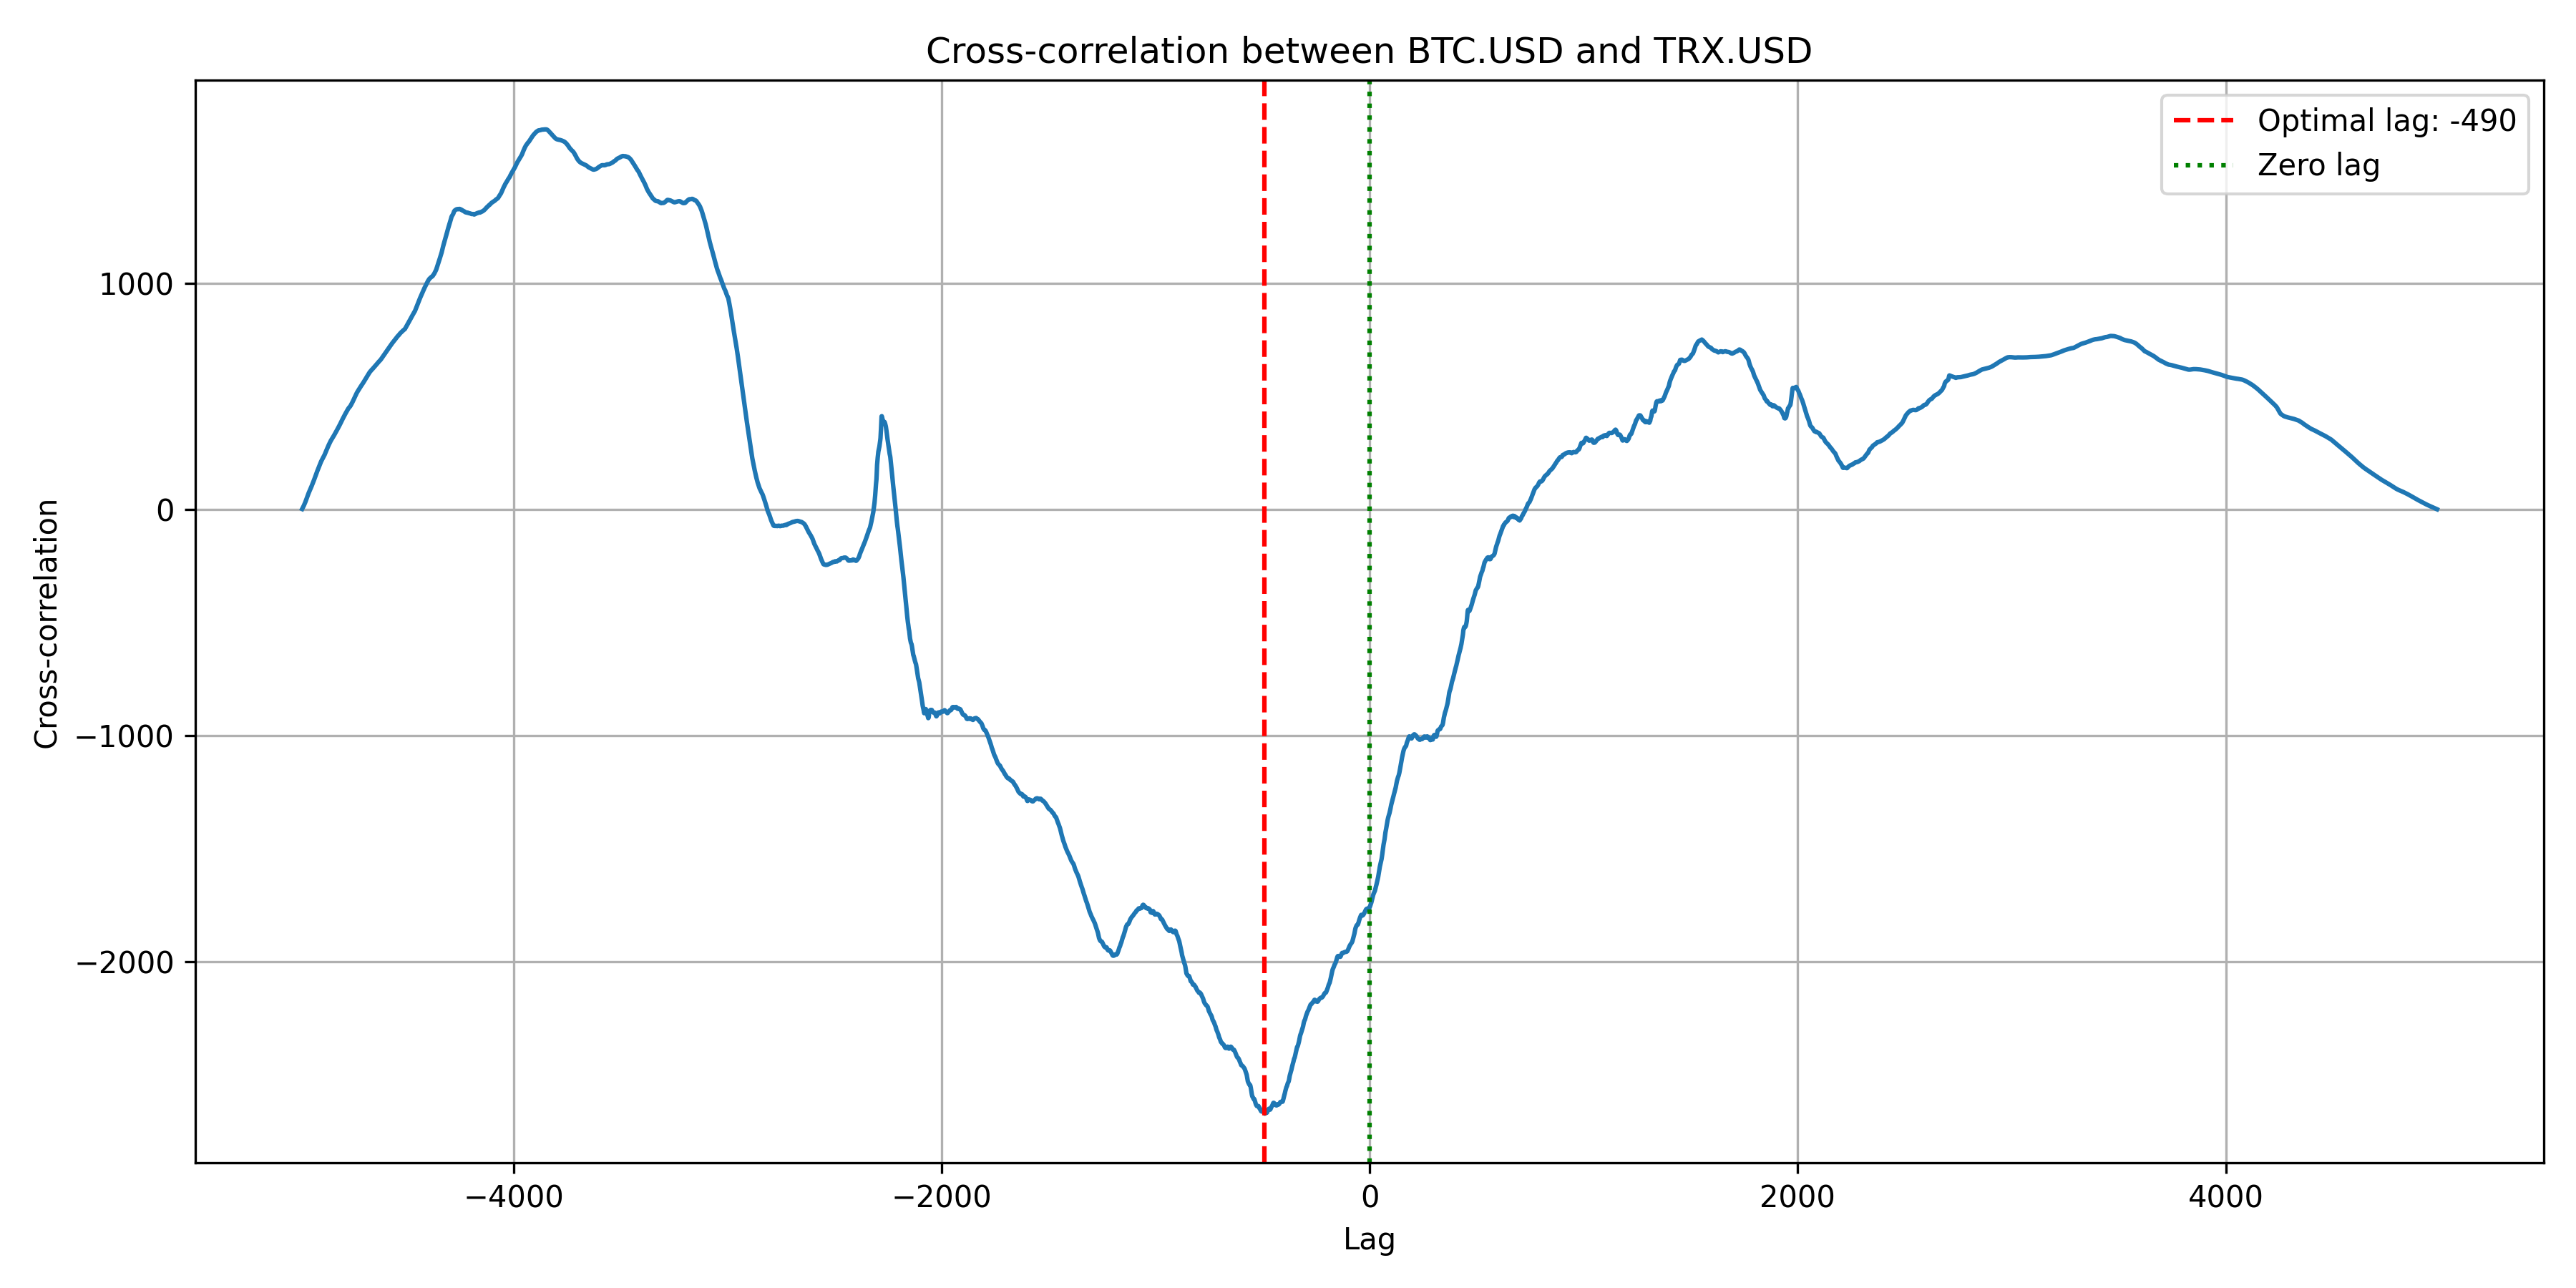 Cross-correlation between BTC.USD and TRX.USD
Optimal lag: -490
Zero lag
Cross-correlation
1000
0
−1000
−2000
−4000
−2000
0
2000
4000
Lag